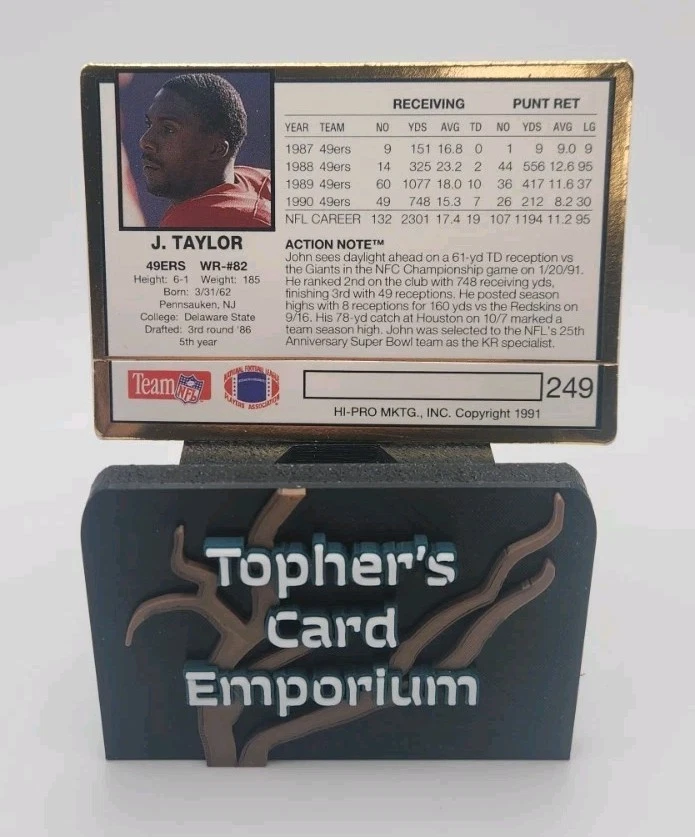 RECEIVING PUNT RET
YEAR TEAM NO YDS AVG TD NO YDS AVG LG
1987 49ers 9 151 16.8 0 1 9 9.0 9
1988 49ers 14 325 23.2 2 44 556 12.6 95
1989 49ers 60 1077 18.0 10 36 417 11.6 37
1990 49ers 49 748 15.3 7 26 212 8.2 30
NFL CAREER 132 2301 17.4 19 107 1194 11.2 95
J. TAYLOR
49ERS WR-#82
Height: 6-1 Weight: 185
Born: 3/31/62
Pennsauken, NJ
College: Delaware State
Drafted: 3rd round '86
5th year
ACTION NOTE™
John sees daylight ahead on a 61-yd TD reception vs
the Giants in the NFC Championship game on 1/20/91.
He ranked 2nd on the club with 748 receiving yds,
finishing 3rd with 49 receptions. He posted season
highs with 8 receptions for 160 yds vs the Redskins on
9/16. His 78-yd catch at Houston on 10/7 marked a
team season high. John was selected to the NFL's 25th
Anniversary Super Bowl team as the KR specialist.
Team NFL
NATIONAL FOOTBALL LEAGUE
PLAYERS ASSOCIATION
249
HI-PRO MKTG., INC. Copyright 1991
Topher's
Card
Emporium